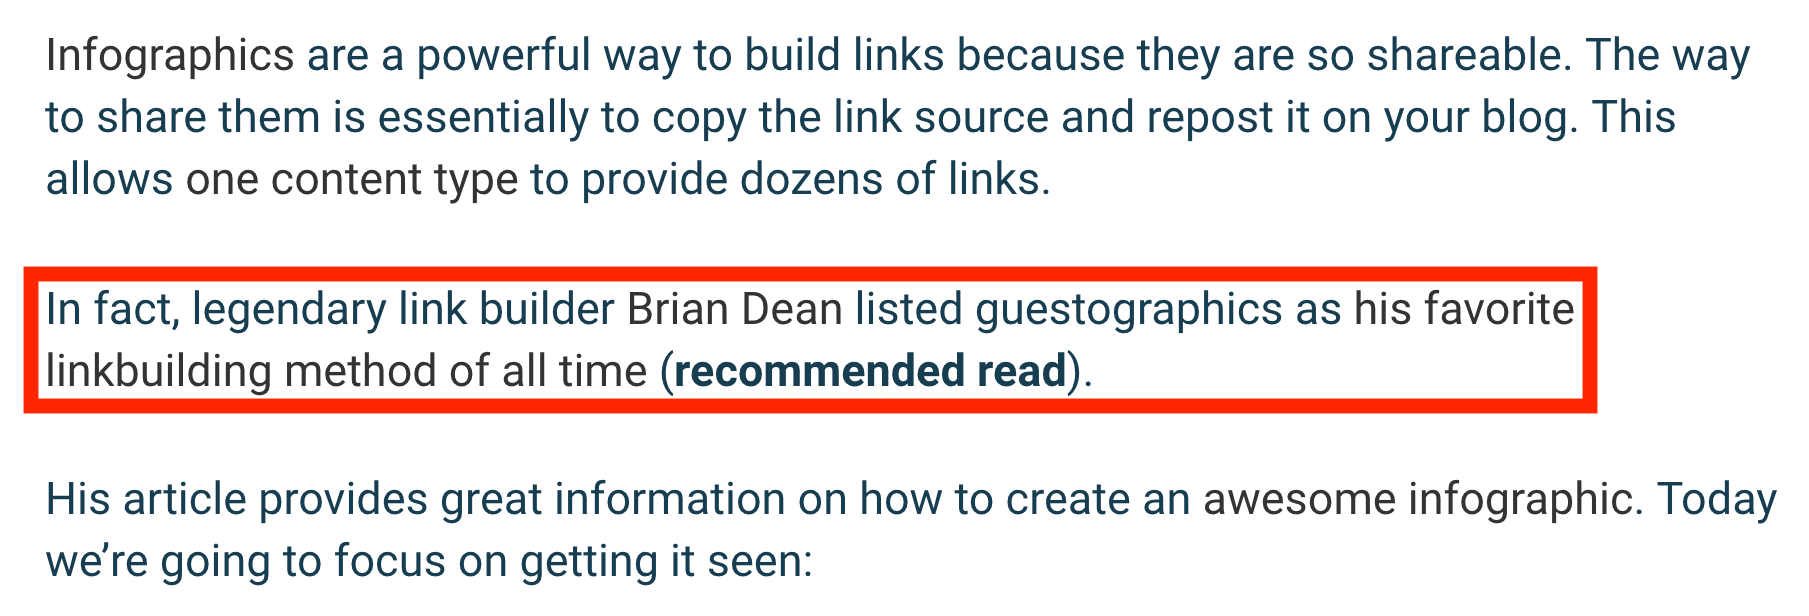 Infographics are a powerful way to build links because they are so shareable. The way
to share them is essentially to copy the link source and repost it on your blog. This
allows one content type to provide dozens of links.
In fact, legendary link builder Brian Dean listed guestographics as his favorite
linkbuilding method of all time (recommended read).
His article provides great information on how to create an awesome infographic. Today
we’re going to focus on getting it seen: